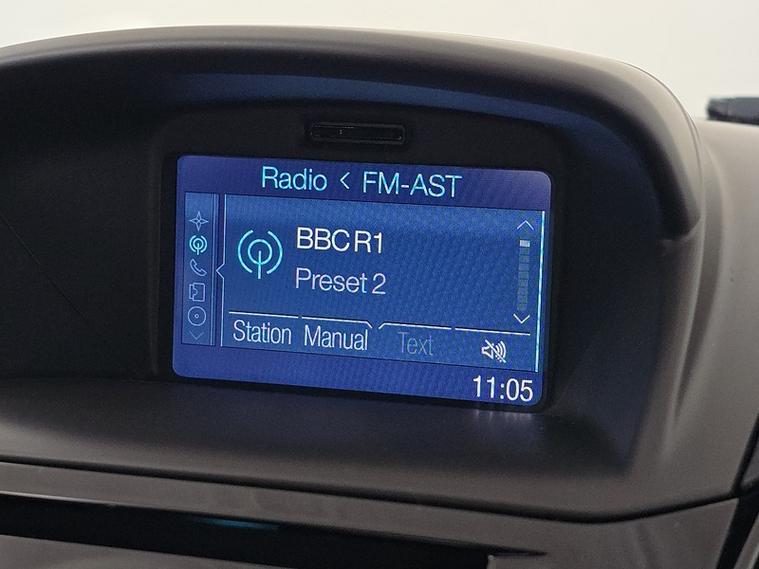 Radio < FM-AST
BBC R1
Preset 2
Station Manual Text
11:05